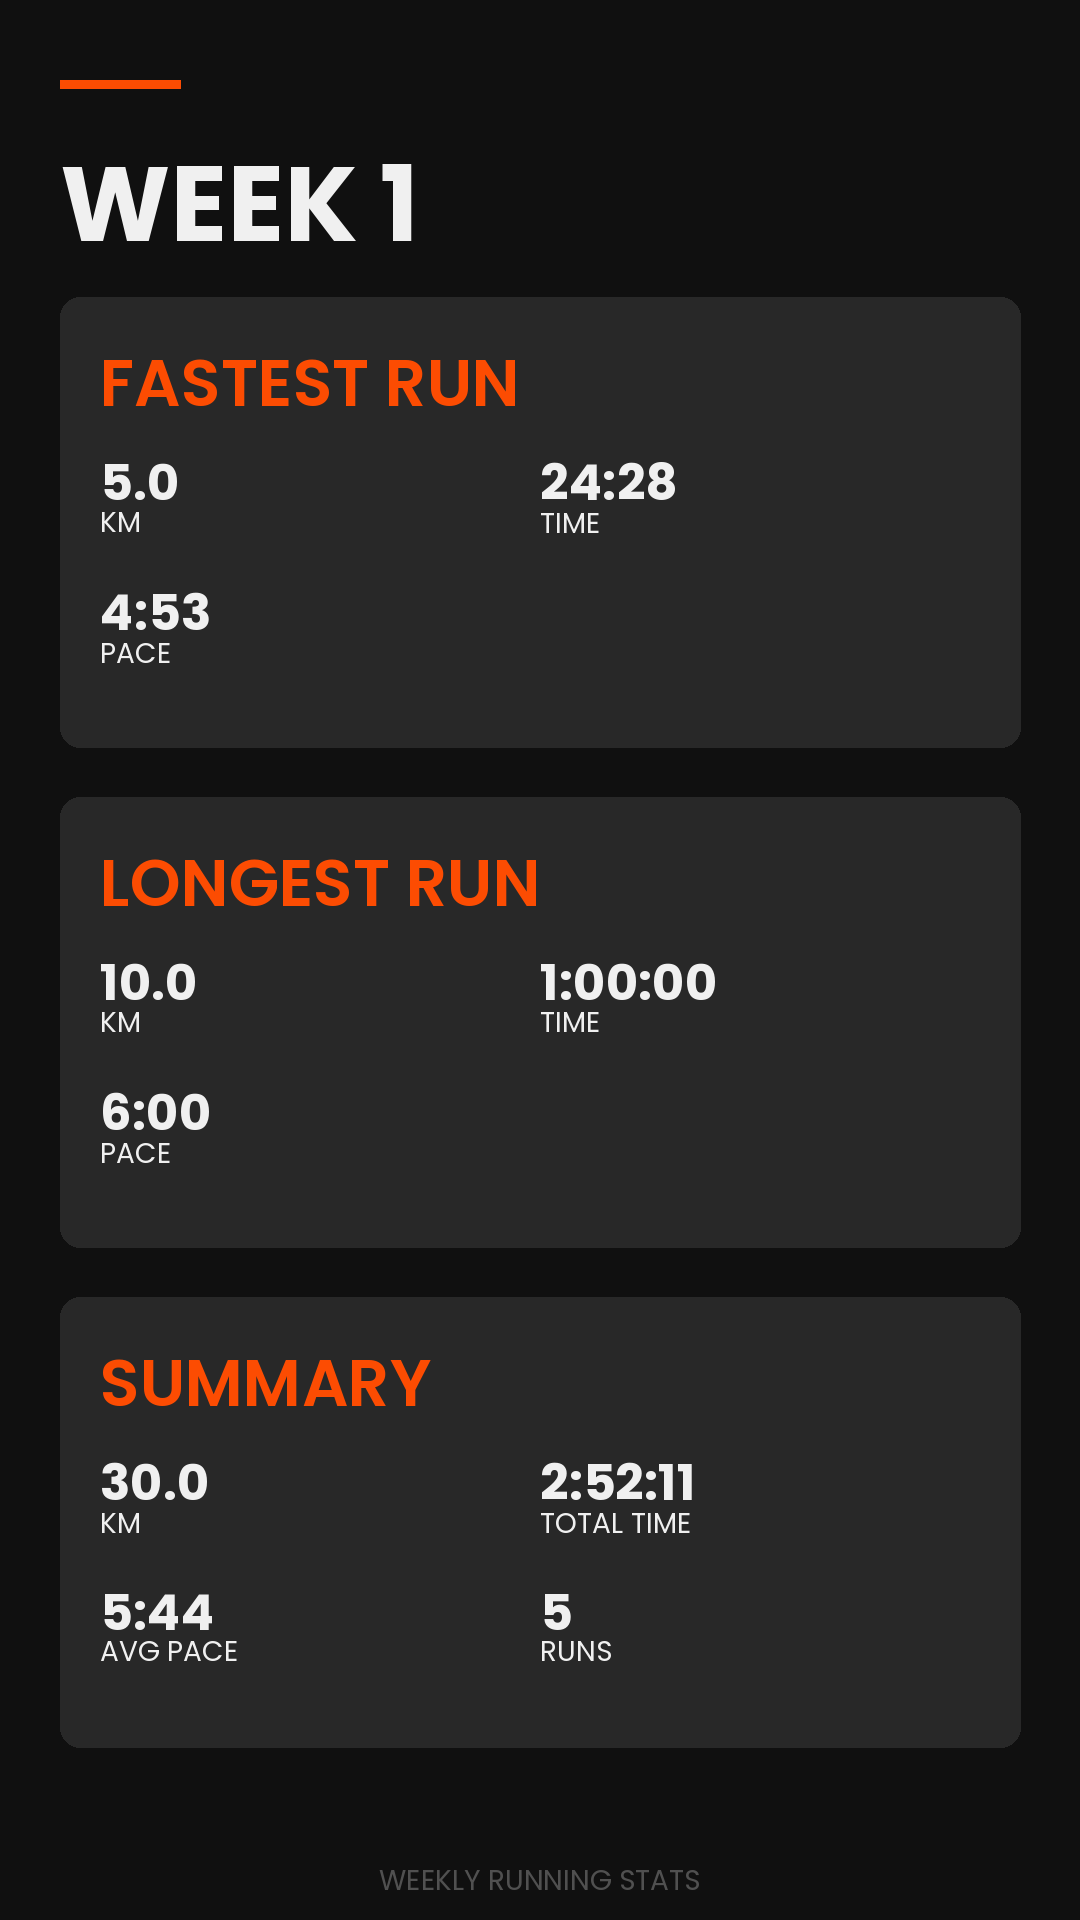 WEEK 1
FASTEST RUN
5.0 24:28
KM TIME
4:53
PACE
LONGEST RUN
10.0 1:00:00
KM TIME
6:00
PACE
SUMMARY
30.0 2:52:11
KM TOTAL TIME
5:44 5
AVG PACE RUNS
WEEKLY RUNNING STATS